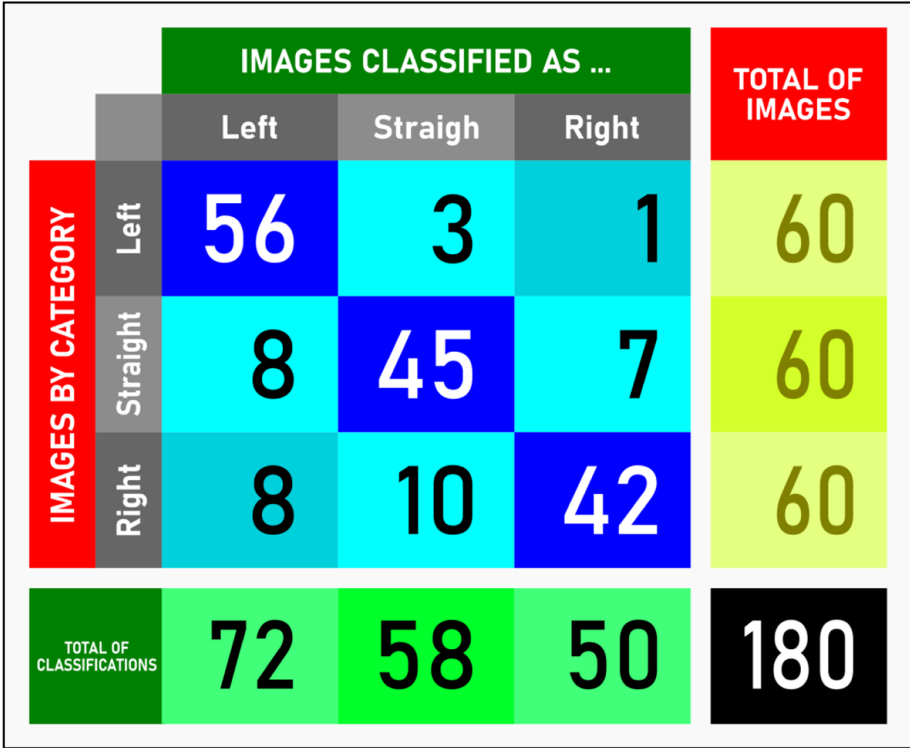 IMAGES CLASSIFIED AS ...
TOTAL OF
IMAGES
Left Straigh Right
IMAGES BY CATEGORY
Left 56 3 1 60
Straight 8 45 7 60
Right 8 10 42 60
TOTAL OF
CLASSIFICATIONS
72 58 50 180